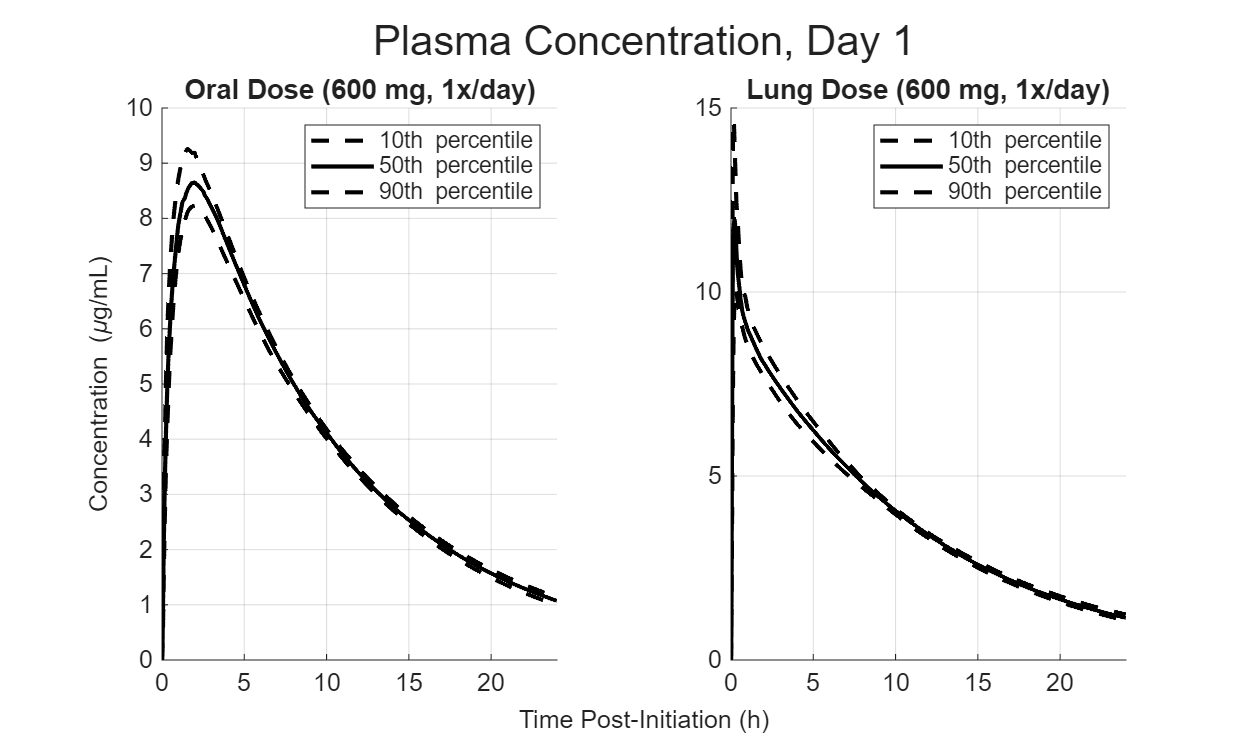 Plasma Concentration, Day 1
Oral Dose (600 mg, 1x/day)
10
9
8
7
6
5
4
3
2
1
0
0 5 10 15 20
Concentration (µg/mL)
10th percentile
50th percentile
90th percentile
Lung Dose (600 mg, 1x/day)
15
10
5
0
0 5 10 15 20
10th percentile
50th percentile
90th percentile
Time Post-Initiation (h)